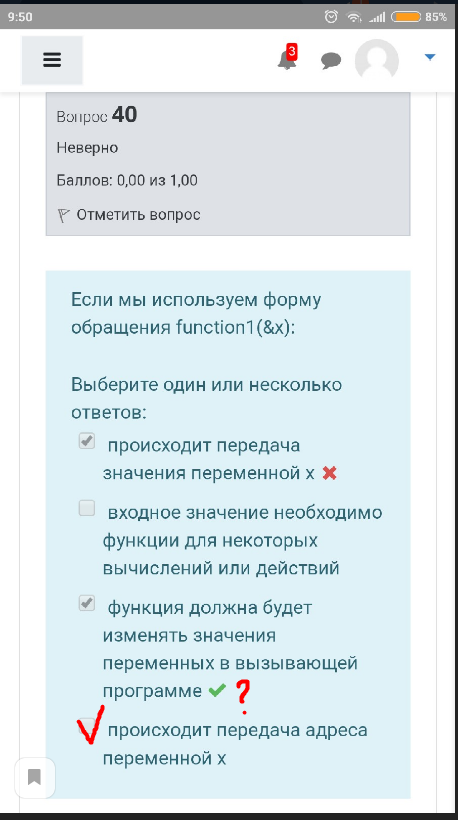 9:50
85%
3
Вопрос 40
Неверно
Баллов: 0,00 из 1,00
Отметить вопрос
Если мы используем форму
обращения function1(&x):
Выберите один или несколько
ответов:
происходит передача
значения переменной x
входное значение необходимо
функции для некоторых
вычислений или действий
функция должна будет
изменять значения
переменных в вызывающей
программе ?
происходит передача адреса
переменной x